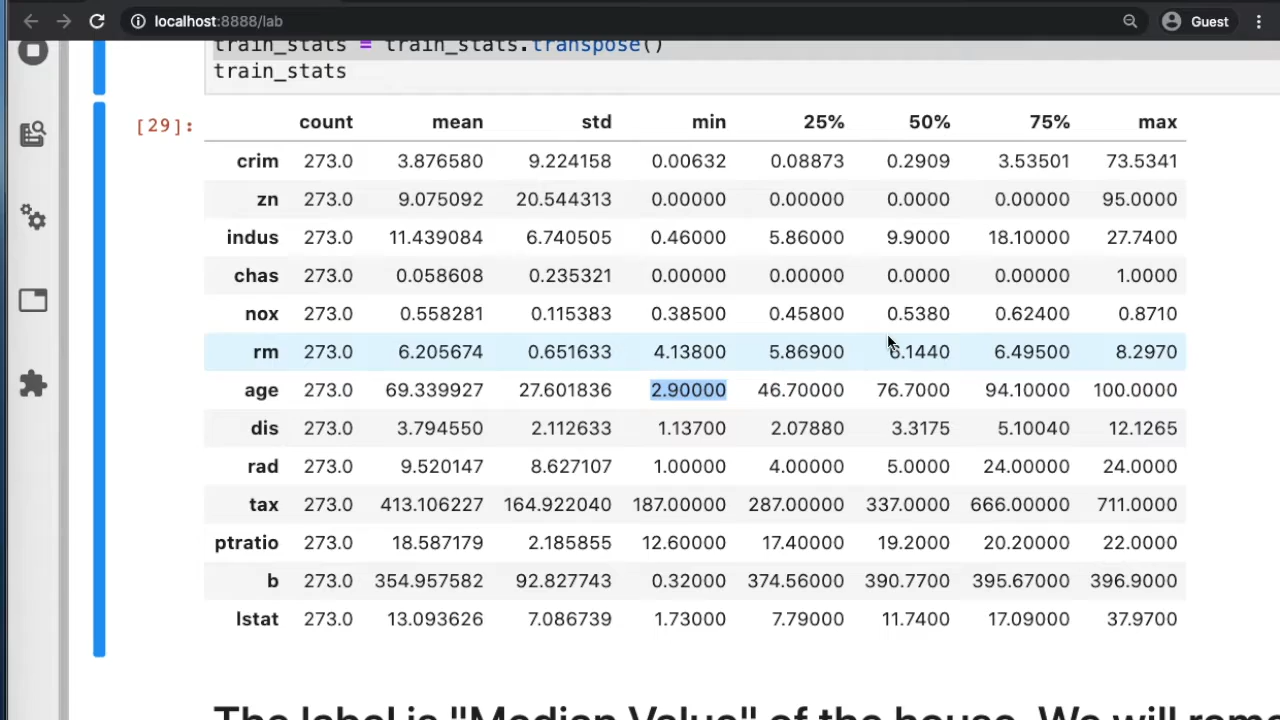 localhost:8888/lab
Guest
train_stats = train_stats.transpose()
train_stats
[29]:
count mean std min 25% 50% 75% max
crim 273.0 3.876580 9.224158 0.00632 0.08873 0.2909 3.53501 73.5341
zn 273.0 9.075092 20.544313 0.00000 0.00000 0.0000 0.00000 95.0000
indus 273.0 11.439084 6.740505 0.46000 5.86000 9.9000 18.10000 27.7400
chas 273.0 0.058608 0.235321 0.00000 0.00000 0.0000 0.00000 1.0000
nox 273.0 0.558281 0.115383 0.38500 0.45800 0.5380 0.62400 0.8710
rm 273.0 6.205674 0.651633 4.13800 5.86900 6.1440 6.49500 8.2970
age 273.0 69.339927 27.601836 2.90000 46.70000 76.7000 94.10000 100.0000
dis 273.0 3.794550 2.112633 1.13700 2.07880 3.3175 5.10040 12.1265
rad 273.0 9.520147 8.627107 1.00000 4.00000 5.0000 24.00000 24.0000
tax 273.0 413.106227 164.922040 187.00000 287.00000 337.0000 666.00000 711.0000
ptratio 273.0 18.587179 2.185855 12.60000 17.40000 19.2000 20.20000 22.0000
b 273.0 354.957582 92.827743 0.32000 374.56000 390.7700 395.67000 396.9000
lstat 273.0 13.093626 7.086739 1.73000 7.79000 11.7400 17.09000 37.9700
The label is "Median Value" of the house. We will